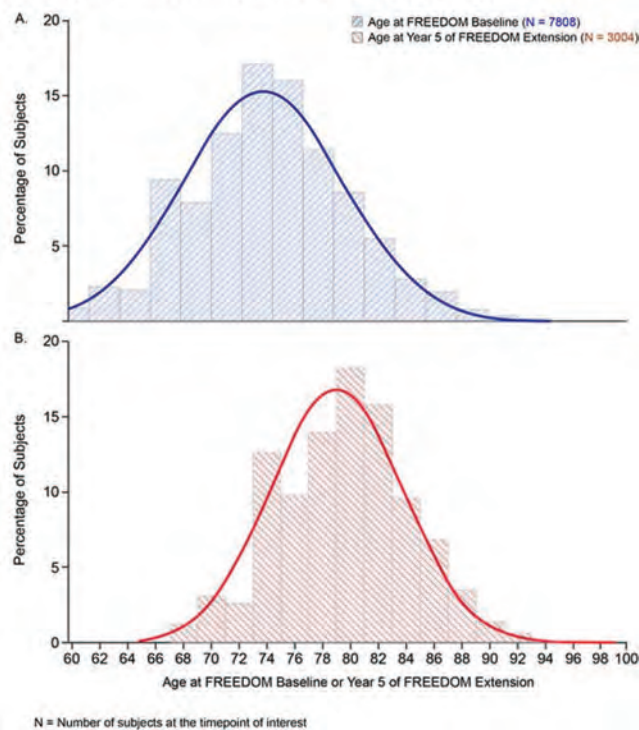 A.
Age at FREEDOM Baseline (N = 7808)
Age at Year 5 of FREEDOM Extension (N = 3004)
20
15
10
5
Percentage of Subjects
B.
20
15
10
5
0
Percentage of Subjects
60 62 64 66 68 70 72 74 76 78 80 82 84 86 88 90 92 94 96 98 100
Age at FREEDOM Baseline or Year 5 of FREEDOM Extension
N = Number of subjects at the timepoint of interest